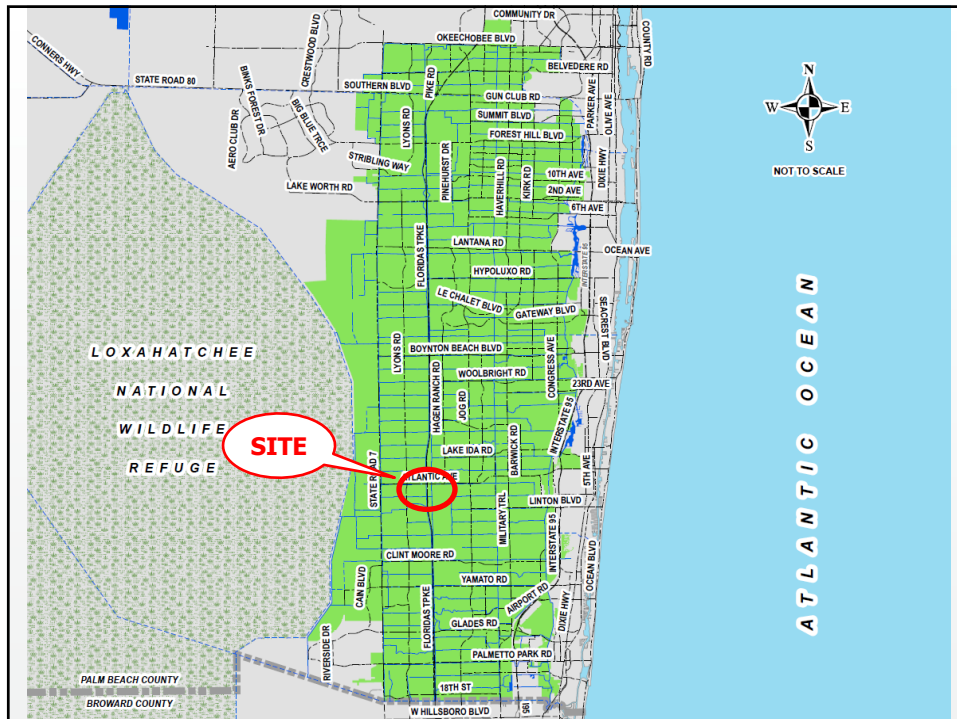 COMMUNITY DR
OKEECHOBEE BLVD
COUNTY RD
CONNERS HWY
CRESTWOOD BLVD
BELVEDERE RD
STATE ROAD 80
SOUTHERN BLVD
PIKE RD
BINKS FOREST DR
GUN CLUB RD
PARKER AVE
OLIVE AVE
N
W
E
S
NOT TO SCALE
BIG BLUE TRCE
AERO CLUB DR
LYONS RD
SUMMIT BLVD
FOREST HILL BLVD
STRIBLING WAY
PINEHURST DR
HAVERHILL RD
KIRK RD
10TH AVE
DIXIE HWY
LAKE WORTH RD
2ND AVE
6TH AVE
LANTANA RD
OCEAN AVE
FLORIDAS TPKE
HYPOLUXO RD
INTERSTATE 95
LE CHALET BLVD
GATEWAY BLVD
SEACREST BLVD
ATLANTIC OCEAN
LYONS RD
BOYNTON BEACH BLVD
CONGRESS AVE
LOXAHATCHEE
NATIONAL
WILDLIFE
REFUGE
HAGEN RANCH RD
WOOLBRIGHT RD
JOG RD
23RD AVE
INTERSTATE 95
SITE
LAKE IDA RD
BARWICK RD
STATE ROAD 7
ATLANTIC AVE
5TH AVE
LINTON BLVD
MILITARY TRL
INTERSTATE 95
CLINT MOORE RD
OCEAN BLVD
CAIN BLVD
YAMATO RD
AIRPORT RD
FLORIDAS TPKE
GLADES RD
DIXIE HWY
RIVERSIDE DR
PALMETTO PARK RD
PALM BEACH COUNTY
18TH ST
BROWARD COUNTY
W HILLSBORO BLVD
I95